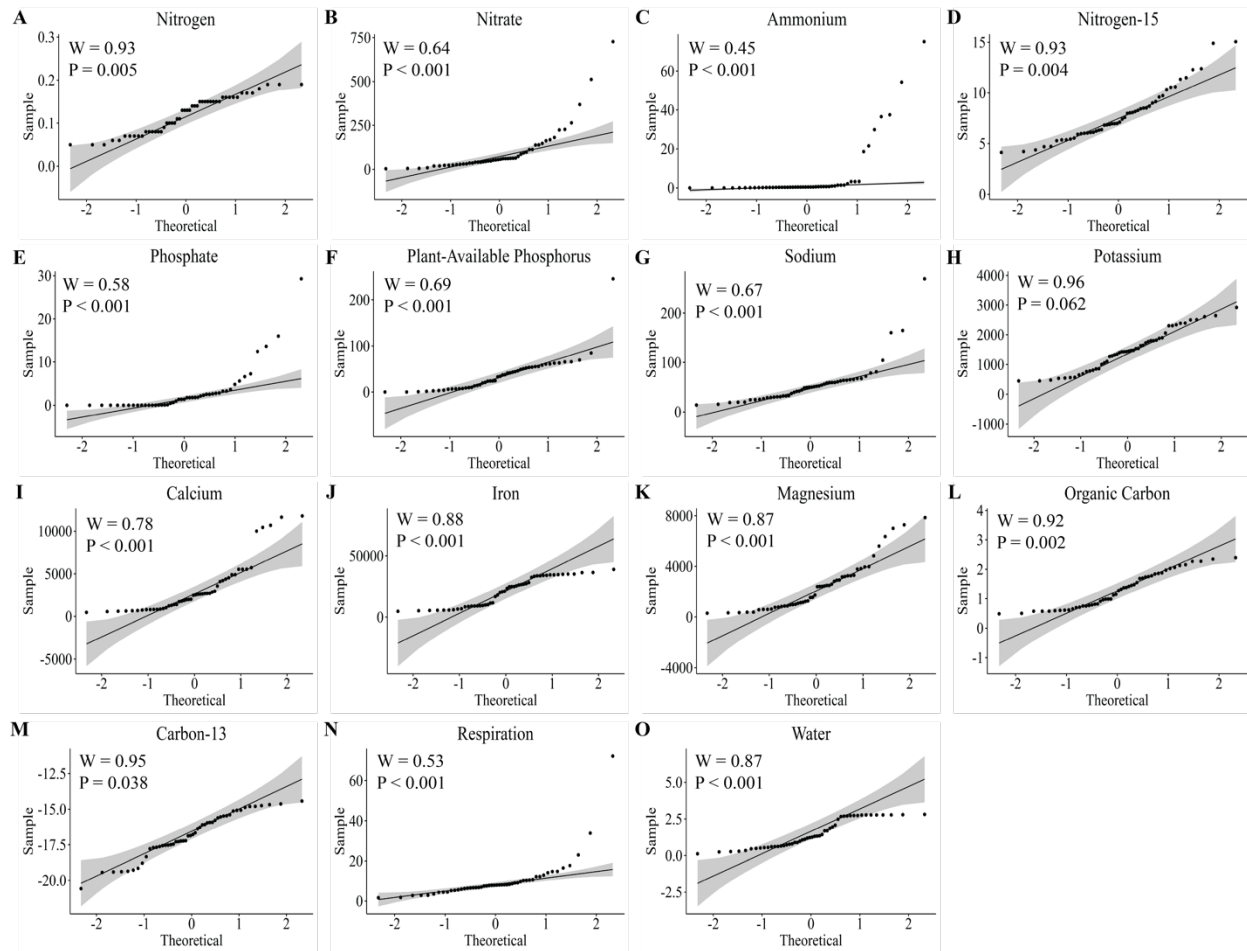 A Nitrogen
W = 0.93
P = 0.005
Sample
0.3
0.2
0.1
0.0
-2 -1 0 1 2
Theoretical
B Nitrate
W = 0.64
P < 0.001
Sample
750
500
250
0
-2 -1 0 1 2
Theoretical
C Ammonium
W = 0.45
P < 0.001
Sample
60
40
20
0
-2 -1 0 1 2
Theoretical
D Nitrogen-15
W = 0.93
P = 0.004
Sample
15
10
5
0
-2 -1 0 1 2
Theoretical
E Phosphate
W = 0.58
P < 0.001
Sample
30
20
10
0
-2 -1 0 1 2
Theoretical
F Plant-Available Phosphorus
W = 0.69
P < 0.001
Sample
200
100
0
-2 -1 0 1 2
Theoretical
G Sodium
W = 0.67
P < 0.001
Sample
200
100
0
-2 -1 0 1 2
Theoretical
H Potassium
W = 0.96
P = 0.062
Sample
4000
3000
2000
1000
0
-1000
-2 -1 0 1 2
Theoretical
I Calcium
W = 0.78
P < 0.001
Sample
10000
5000
0
-5000
-2 -1 0 1 2
Theoretical
J Iron
W = 0.88
P < 0.001
Sample
50000
0
-2 -1 0 1 2
Theoretical
K Magnesium
W = 0.87
P < 0.001
Sample
8000
4000
0
-4000
-2 -1 0 1 2
Theoretical
L Organic Carbon
W = 0.92
P = 0.002
Sample
4
3
2
1
0
-1
-2 -1 0 1 2
Theoretical
M Carbon-13
W = 0.95
P = 0.038
Sample
-12.5
-15.0
-17.5
-20.0
-2 -1 0 1 2
Theoretical
N Respiration
W = 0.53
P < 0.001
Sample
60
40
20
0
-2 -1 0 1 2
Theoretical
O Water
W = 0.87
P < 0.001
Sample
5.0
2.5
0.0
-2.5
-2 -1 0 1 2
Theoretical